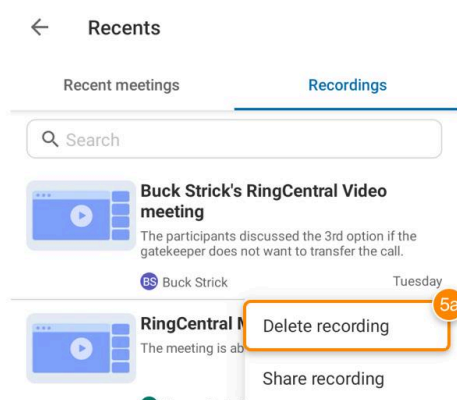 Recents
Recent meetings
Recordings
Search
Buck Strick's RingCentral Video
meeting
The participants discussed the 3rd option if the
gatekeeper does not want to transfer the call.
BS Buck Strick
Tuesday
5a
RingCentral
Delete recording
The meeting is
Share recording